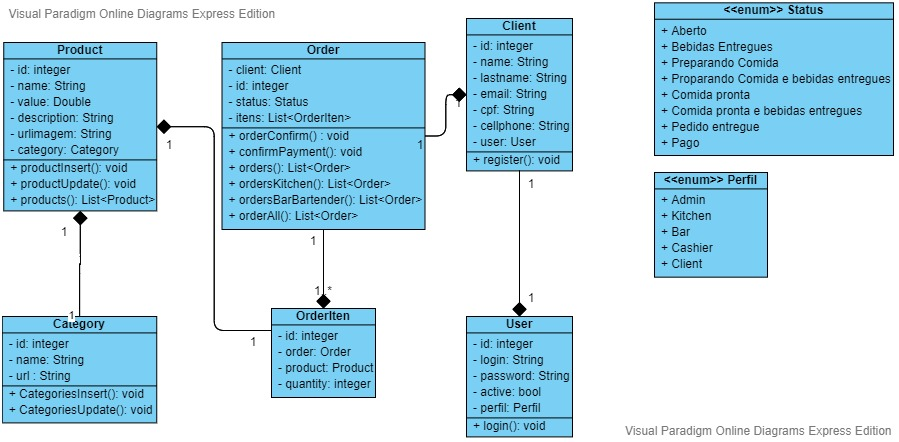 Visual Paradigm Online Diagrams Express Edition
Product
- id: integer
- name: String
- value: Double
- description: String
- urlimagem: String
- category: Category
+ productInsert(): void
+ productUpdate(): void
+ products(): List<Product>
1
1
Category
- id: integer
- name: String
- url : String
+ CategoriesInsert(): void
+ CategoriesUpdate(): void
1
1
Order
- client: Client
- id: integer
- status: Status
- itens: List<OrderIten>
+ orderConfirm() : void
+ confirmPayment(): void
+ orders(): List<Order>
+ ordersKitchen(): List<Order>
+ ordersBarBartender(): List<Order>
+ orderAll(): List<Order>
1
1..*
OrderIten
- id: integer
- order: Order
- product: Product
- quantity: integer
1
1
Client
- id: integer
- name: String
- lastname: String
- email: String
- cpf: String
- cellphone: String
- user: User
+ register(): void
1
1
User
- id: integer
- login: String
- password: String
- active: bool
- perfil: Perfil
+ login(): void
<<enum>> Status
+ Aberto
+ Bebidas Entregues
+ Preparando Comida
+ Proparando Comida e bebidas entregues
+ Comida pronta
+ Comida pronta e bebidas entregues
+ Pedido entregue
+ Pago
<<enum>> Perfil
+ Admin
+ Kitchen
+ Bar
+ Cashier
+ Client
Visual Paradigm Online Diagrams Express Edition